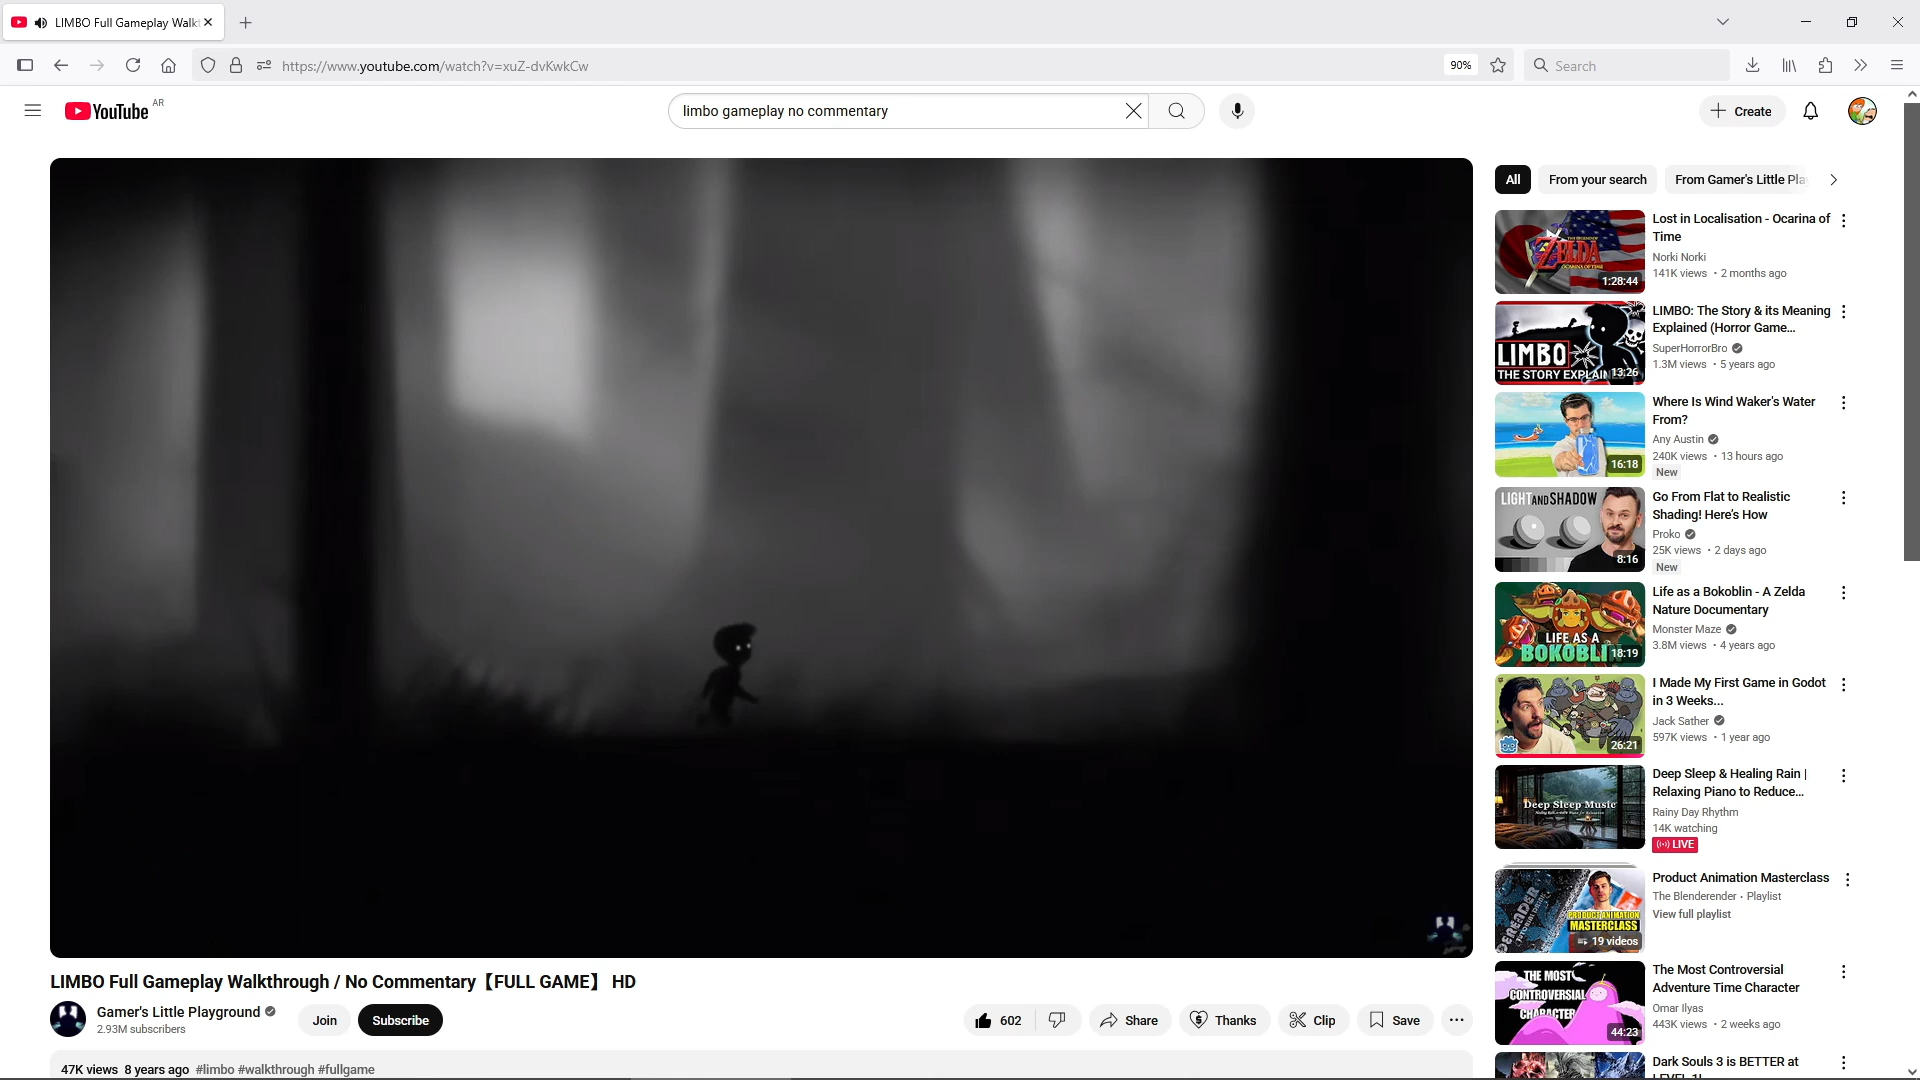 LIMBO Full Gameplay Walkt
https://www.youtube.com/watch?v=xuZ-dvKwkCw
90%
Search
YouTube
AR
limbo gameplay no commentary
Create
All
From your search
From Gamer's Little Pla
THE LEGEND OF
ZELDA
OCARINA OF TIME
1:28:44
Lost in Localisation - Ocarina of
Time
Norki Norki
141K views • 2 months ago
LIMBO
THE STORY EXPLAINE
13:26
LIMBO: The Story & its Meaning
Explained (Horror Game...
SuperHorrorBro
1.3M views • 5 years ago
16:18
Where Is Wind Waker's Water
From?
Any Austin
240K views • 13 hours ago
New
LIGHT AND SHADOW
8:16
Go From Flat to Realistic
Shading! Here's How
Proko
25K views • 2 days ago
New
LIFE AS A
BOKOBLIN
18:19
Life as a Bokoblin - A Zelda
Nature Documentary
Monster Maze
3.8M views • 4 years ago
26:21
I Made My First Game in Godot
in 3 Weeks...
Jack Sather
597K views • 1 year ago
Deep Sleep Music
Deep Sleep & Healing Rain |
Relaxing Piano to Reduce...
Rainy Day Rhythm
14K watching
LIVE
PRODUCT ANIMATION
MASTERCLASS
19 videos
Product Animation Masterclass
The Blenderender • Playlist
View full playlist
THE MOST
CONTROVERSIAL
CHARACTER
44:23
The Most Controversial
Adventure Time Character
Omar Ilyas
443K views • 2 weeks ago
Dark Souls 3 is BETTER at
LIMBO Full Gameplay Walkthrough / No Commentary【FULL GAME】 HD
Gamer's Little Playground
2.93M subscribers
Join
Subscribe
602
Share
Thanks
Clip
Save
47K views 8 years ago #limbo #walkthrough #fullgame